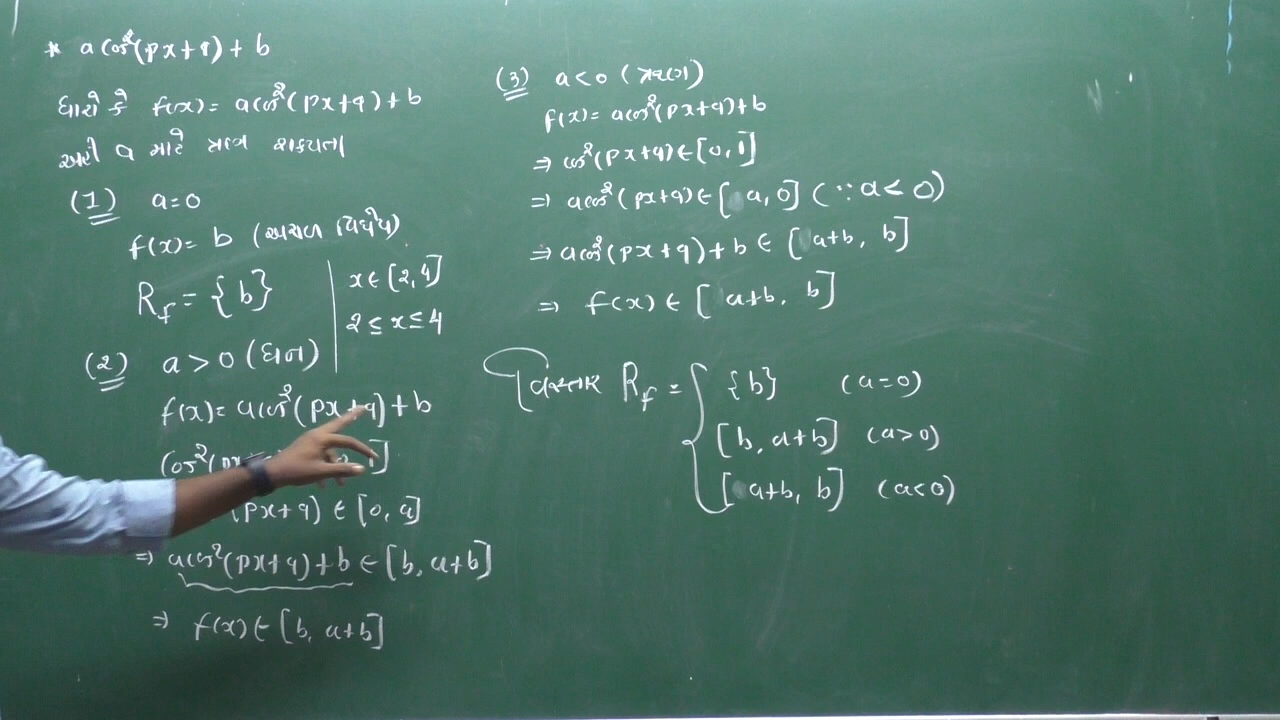 * a cos²(px+q) + b
ધારો કે f(x) = a cos²(px+q) + b
અહીં a માટે ત્રણ શક્યતા
(1) a = 0
f(x) = b (અચળ વિધેય)
R_f = {b}
x ∈ [2, 4]
2 ≤ x ≤ 4
(2) a > 0 (ધન)
f(x) = a cos²(px+q) + b
cos²(px
(px+q) ∈ [0, a]
⇒ a cos²(px+q) + b ∈ [b, a+b]
⇒ f(x) ∈ [b, a+b]
(3) a < 0 (ઋણ)
f(x) = a cos²(px+q) + b
⇒ cos²(px+q) ∈ [0, 1]
⇒ a cos²(px+q) ∈ [a, 0] (∵ a < 0)
⇒ a cos²(px+q) + b ∈ [a+b, b]
⇒ f(x) ∈ [a+b, b]
વિસ્તાર R_f = { {b} (a=0)
[b, a+b] (a>0)
[a+b, b] (a<0)